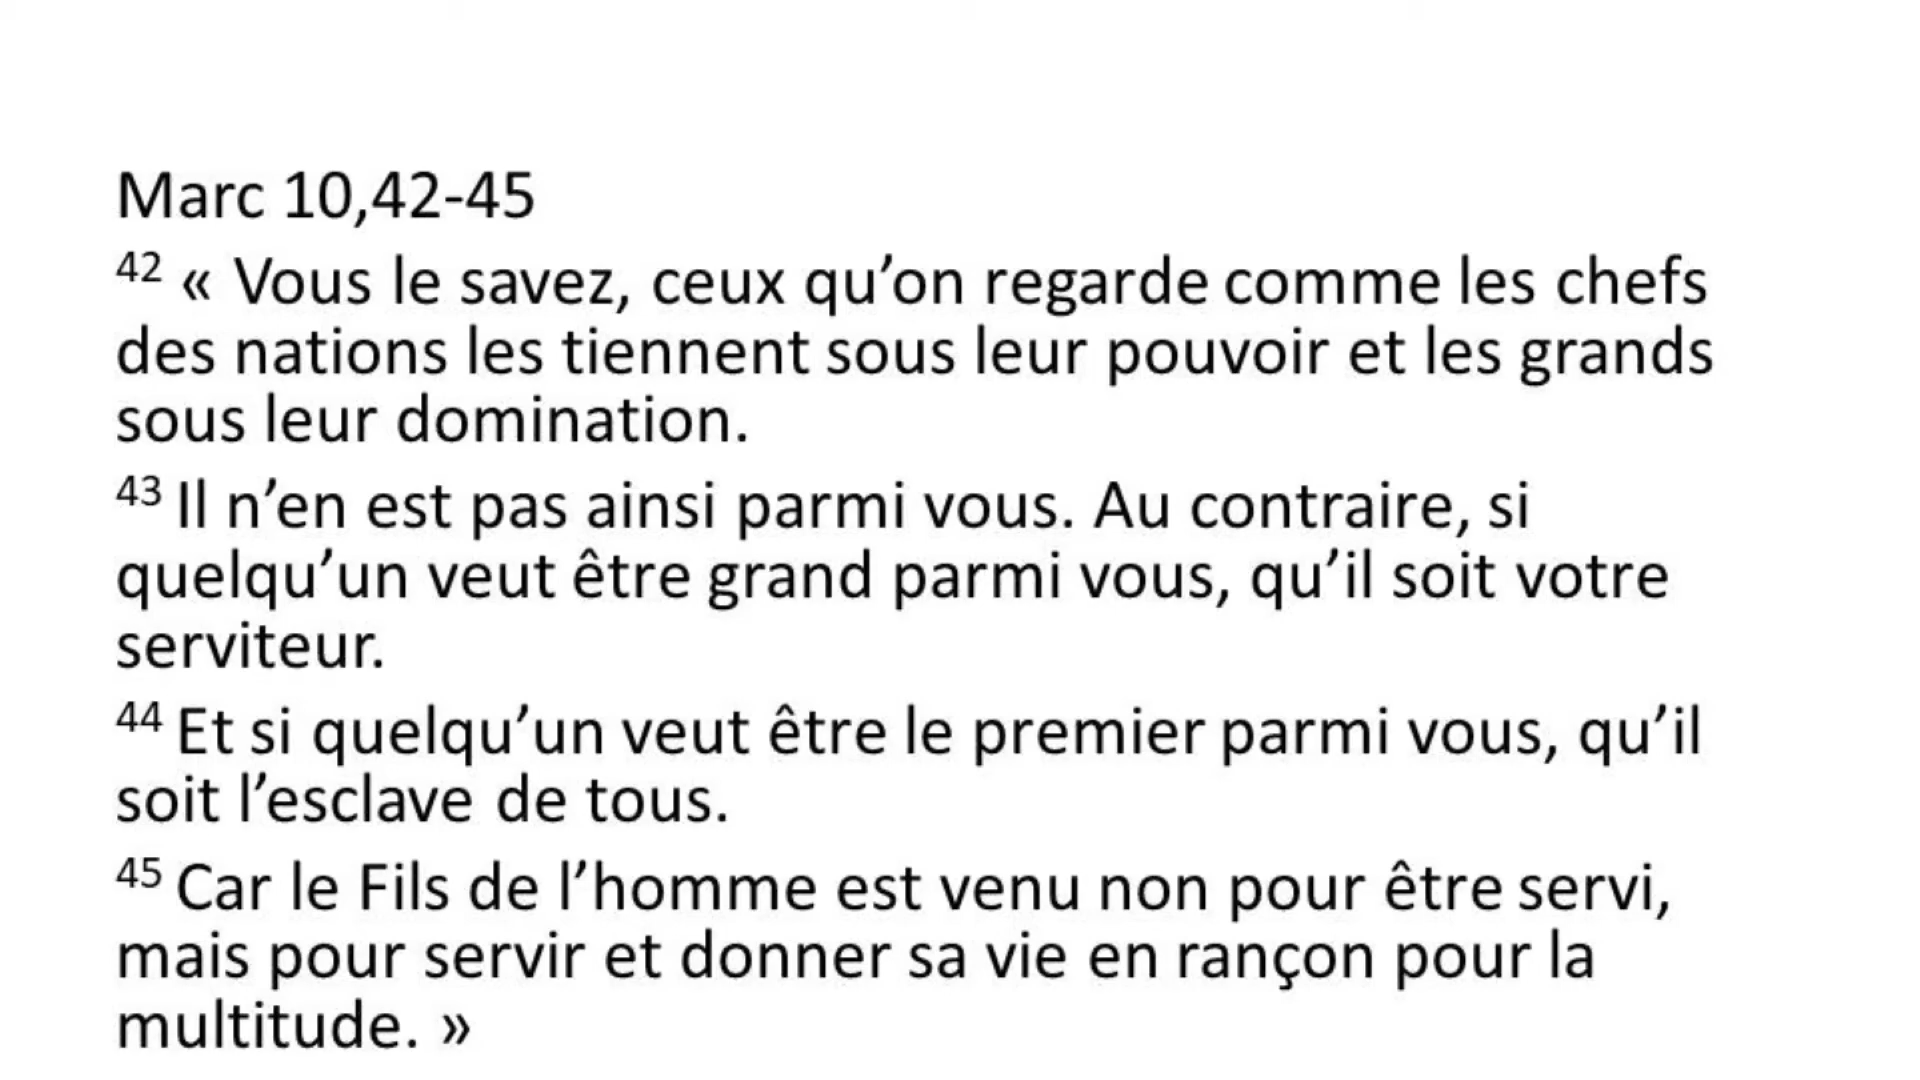 Marc 10,42-45
42 « Vous le savez, ceux qu’on regarde comme les chefs
des nations les tiennent sous leur pouvoir et les grands
sous leur domination.
43 Il n’en est pas ainsi parmi vous. Au contraire, si
quelqu’un veut être grand parmi vous, qu’il soit votre
serviteur.
44 Et si quelqu’un veut être le premier parmi vous, qu’il
soit l’esclave de tous.
45 Car le Fils de l’homme est venu non pour être servi,
mais pour servir et donner sa vie en rançon pour la
multitude. »